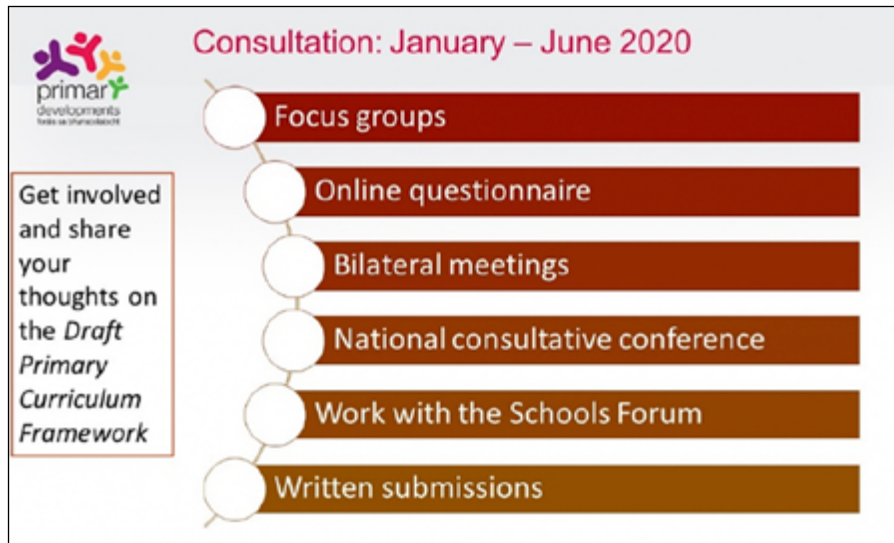 Consultation: January – June 2020
primary
developments
Get involved
and share
your
thoughts on
the Draft
Primary
Curriculum
Framework
Focus groups
Online questionnaire
Bilateral meetings
National consultative conference
Work with the Schools Forum
Written submissions